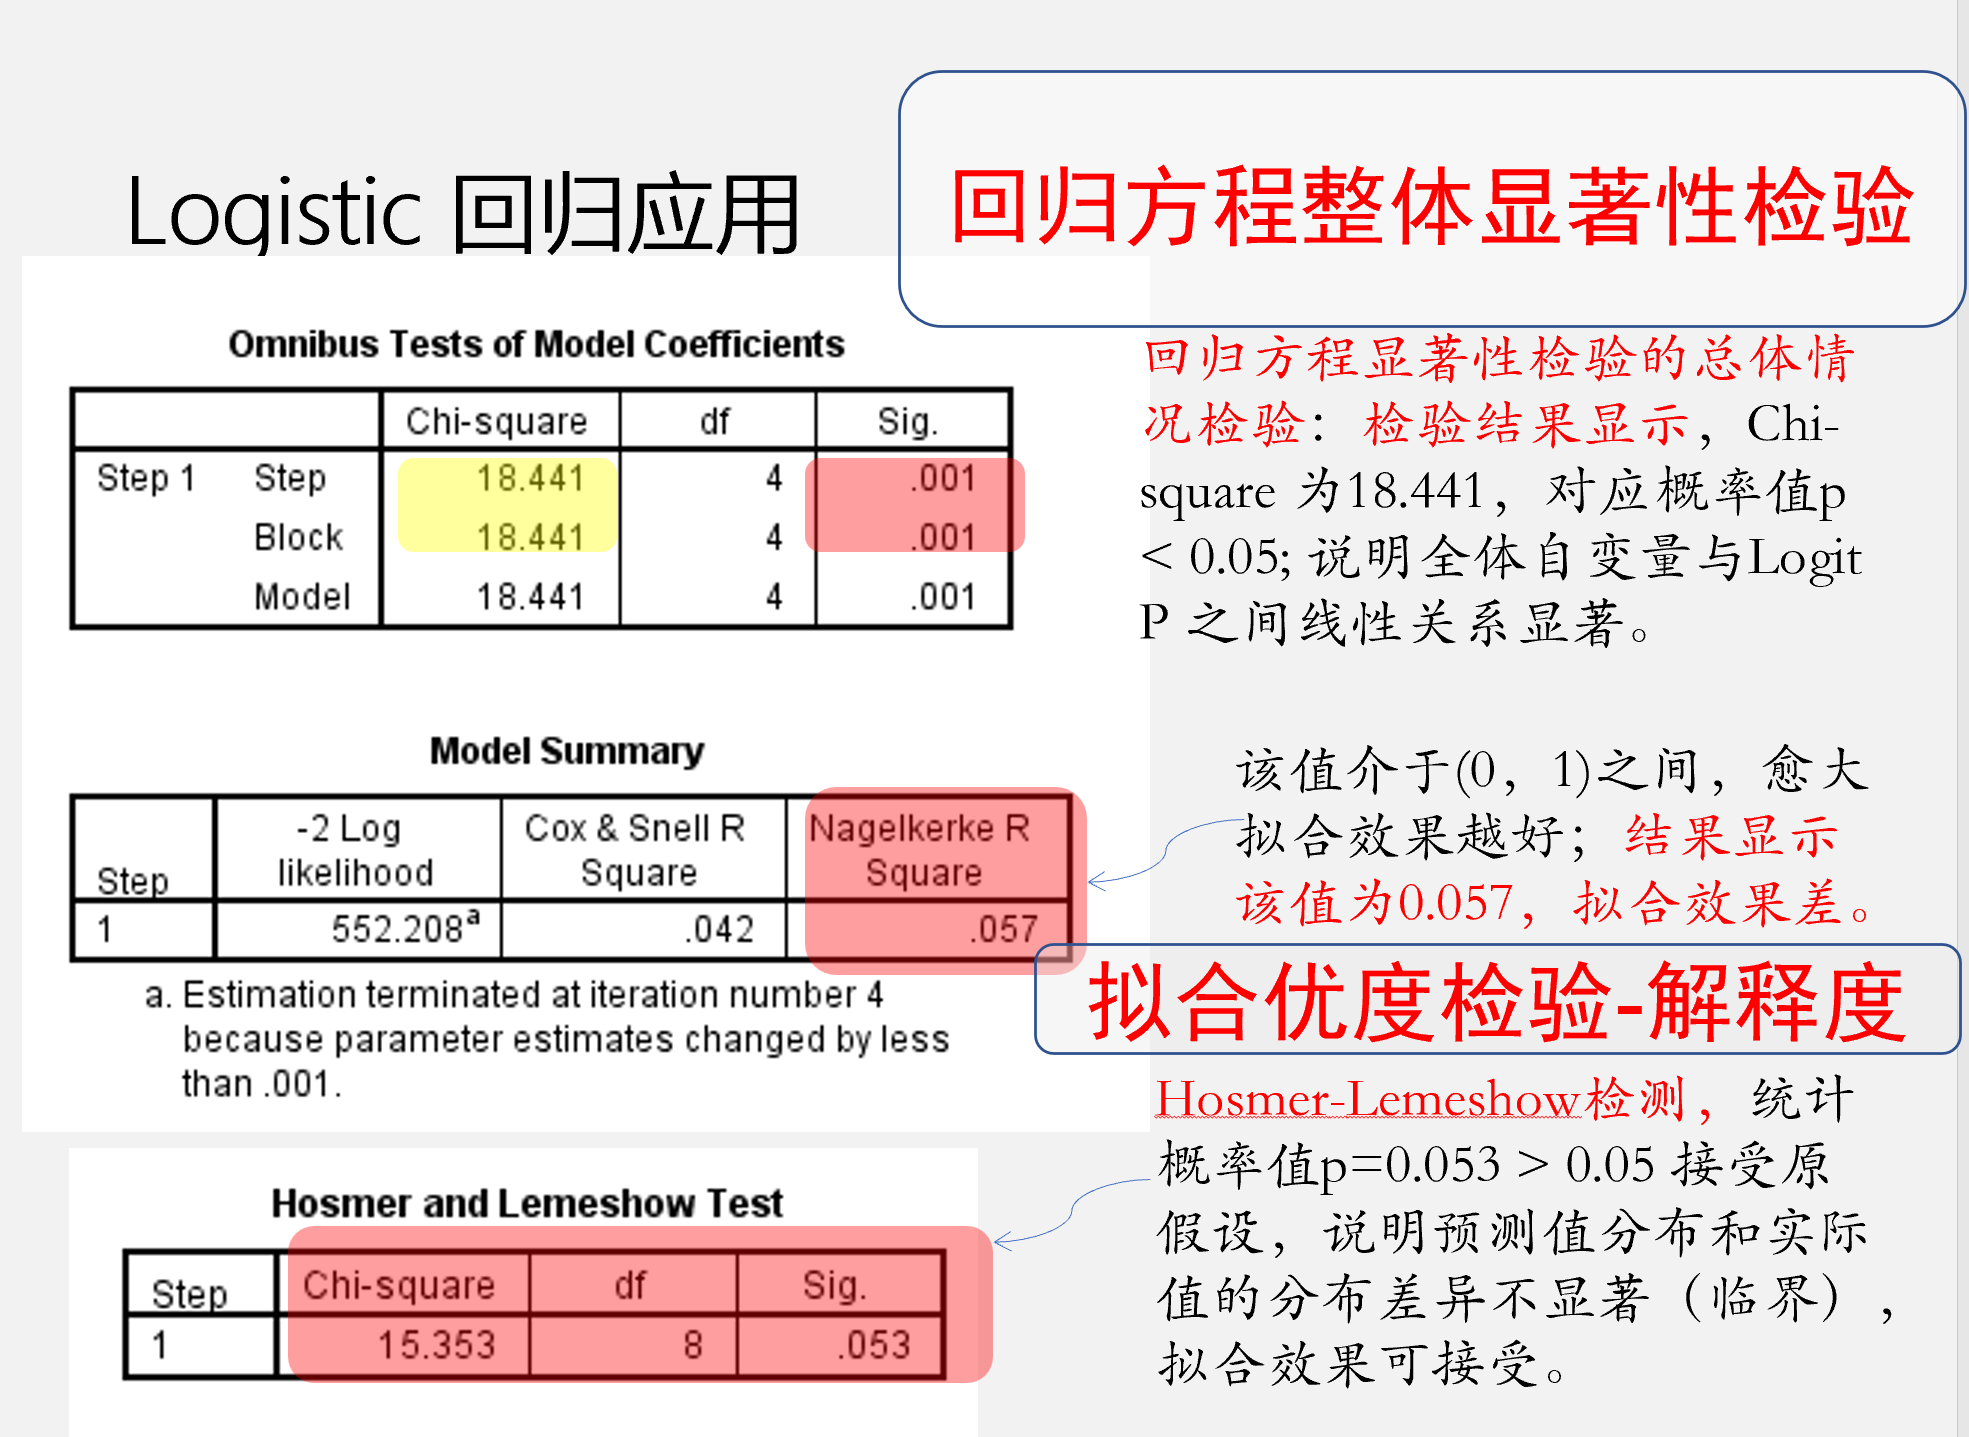 Logistic 回归应用
回归方程整体显著性检验
Omnibus Tests of Model Coefficients
Chi-square df Sig.
Step 1 Step 18.441 4 .001
Block 18.441 4 .001
Model 18.441 4 .001
回归方程显著性检验的总体情
况检验：检验结果显示，Chi-
square 为18.441，对应概率值p
< 0.05; 说明全体自变量与Logit
P 之间线性关系显著。
Model Summary
Step -2 Log likelihood Cox & Snell R Square Nagelkerke R Square
1 552.208a .042 .057
a. Estimation terminated at iteration number 4
because parameter estimates changed by less
than .001.
该值介于(0，1)之间，愈大
拟合效果越好；结果显示
该值为0.057，拟合效果差。
拟合优度检验-解释度
Hosmer and Lemeshow Test
Step Chi-square df Sig.
1 15.353 8 .053
Hosmer-Lemeshow检测，统计
概率值p=0.053 > 0.05 接受原
假设，说明预测值分布和实际
值的分布差异不显著（临界），
拟合效果可接受。